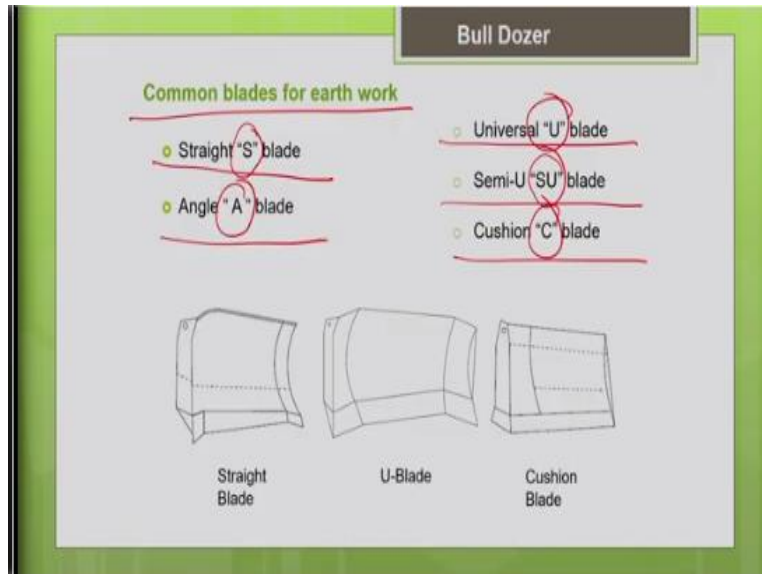 Bull Dozer
Common blades for earth work
Straight "S" blade
Angle "A" blade
Universal "U" blade
Semi-U "SU" blade
Cushion "C" blade
Straight
Blade
U-Blade
Cushion
Blade